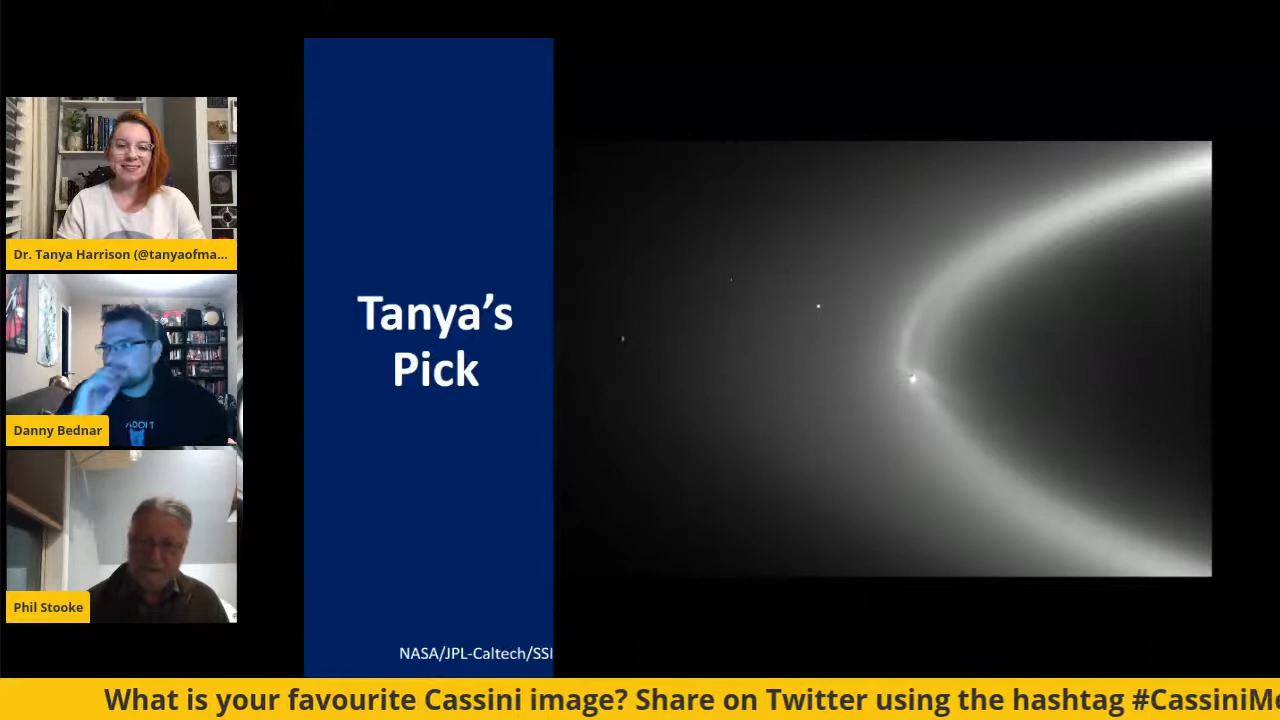 Dr. Tanya Harrison (@tanyaofma...
Danny Bednar
Phil Stooke
Tanya's
Pick
NASA/JPL-Caltech/SSI
What is your favourite Cassini image? Share on Twitter using the hashtag #CassiniM